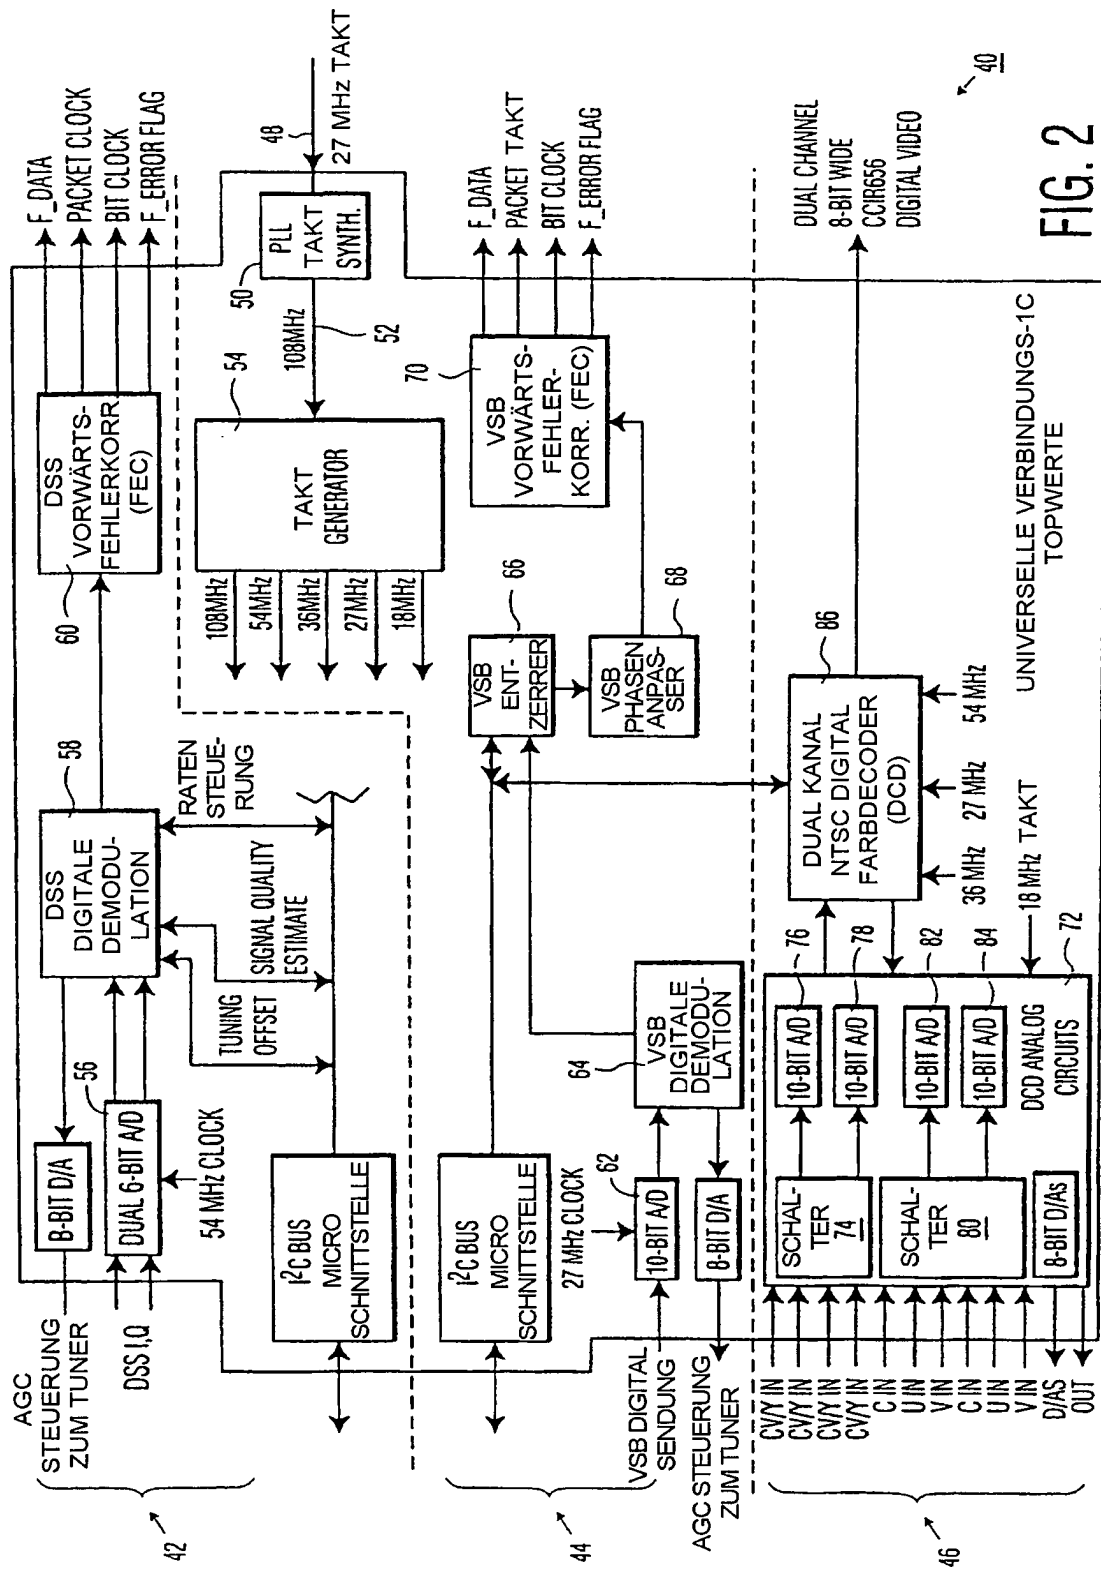 AGC
STEUERUNG
ZUM TUNER
DSS I,Q
8-BIT D/A
DUAL 6-BIT A/D
56
54 MHz CLOCK
DSS
DIGITALE
DEMODU-
LATION
58
TUNING
OFFSET
SIGNAL QUALITY
ESTIMATE
RATEN
STEUE-
RUNG
60
DSS
VORWÄRTS-
FEHLERKORR.
(FEC)
F_DATA
PACKET CLOCK
BIT CLOCK
F_ERROR FLAG
I²C BUS
MICRO
SCHNITTSTELLE
42
108MHz
54MHz
36MHz
27MHz
18MHz
TAKT
GENERATOR
54
108MHz
52
50
PLL
TAKT
SYNTH.
48
27 MHz TAKT
I²C BUS
MICRO
SCHNITTSTELLE
27 MHz CLOCK
62
10-BIT A/D
8-BIT D/A
VSB DIGITAL
SENDUNG
AGC STEUERUNG
ZUM TUNER
44
64
VSB
DIGITALE
DEMODU-
LATION
VSB
ENT-
ZERRER
66
VSB
PHASEN
ANPAS-
SER
68
70
VSB
VORWÄRTS-
FEHLER-
KORR. (FEC)
F_DATA
PACKET TAKT
BIT CLOCK
F_ERROR FLAG
CV/Y IN
CV/Y IN
CV/Y IN
CV/Y IN
C IN
U IN
V IN
C IN
U IN
V IN
D/AS
OUT
46
SCHAL-
TER
74
SCHAL-
TER
80
8-BIT D/As
10-BIT A/D
76
10-BIT A/D
78
10-BIT A/D
82
10-BIT A/D
84
DCD ANALOG
CIRCUITS
72
18 MHz TAKT
DUAL KANAL
NTSC DIGITAL
FARBDECODER
(DCD)
86
36 MHz
27 MHz
54 MHz
DUAL CHANNEL
8-BIT WIDE
CCIR656
DIGITAL VIDEO
UNIVERSELLE VERBINDUNGS-1C
TOPWERTE
40
FIG. 2